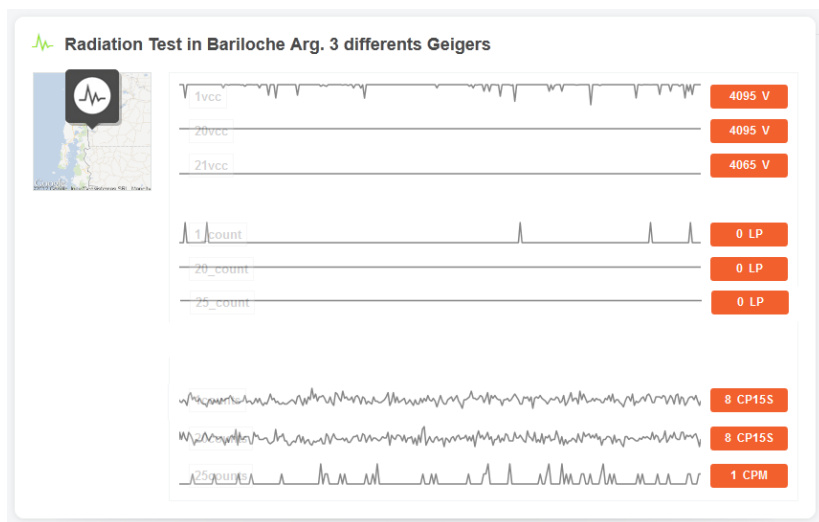 Radiation Test in Bariloche Arg. 3 differents Geigers
1vcc
4095 V
20vcc
4095 V
21vcc
4065 V
1_count
0 LP
20_count
0 LP
25_count
0 LP
8 CP15S
8 CP15S
25counts
1 CPM